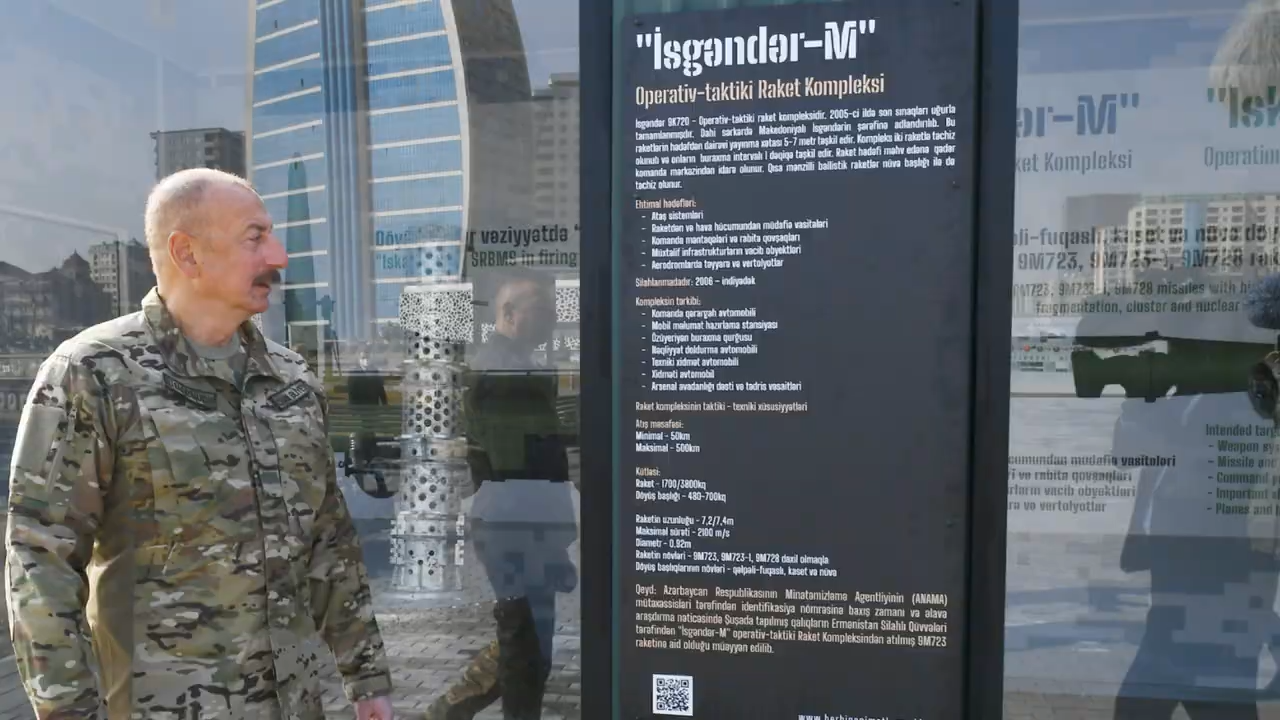 "İsgəndər-M"
Operativ-taktiki Raket Kompleksi
İsgəndər 9K720 - Operativ-taktiki raket kompleksidir. 2005-ci ildə son sınaqları uğurla
tamamlanmışdır. Dahi sərkərdə Makedoniyalı İsgəndərin şərəfinə adlandırılıb. Bu
raketlərin hədəfdən dairəvi yayınma xətası 5-7 metr təşkil edir. Kompleks iki raketlə təchiz
olunub və onların buraxma intervalı 1 dəqiqə təşkil edir. Raket hədəfi məhv edənə qədər
komanda mərkəzindən idarə olunur. Qısa mənzilli ballistik raketlər nüvə başlığı ilə də
təchiz olunur.
Ehtimal hədəfləri:
- Atəş sistemləri
- Raketdən və hava hücumundan müdafiə vasitələri
- Komanda məntəqələri və rabitə qovşaqları
- Müxtəlif infrastrukturların vacib obyektləri
- Aerodromlarda təyyarə və vertolyotlar
Silahlanmadadır: 2006 - indiyədək
Kompleksin tərkibi:
- Komanda qərargah avtomobili
- Mobil məlumat hazırlama stansiyası
- Özüyeriyən buraxma qurğusu
- Nəqliyyat doldurma avtomobili
- Texniki xidmət avtomobili
- Xidməti avtomobil
- Arsenal avadanlığı dəsti və tədris vəsaitləri
Raket kompleksinin taktiki - texniki xüsusiyyətləri
Atış məsafəsi:
Minimal - 50km
Maksimal - 500km
Kütləsi:
Raket - 1700/3800kq
Döyüş başlığı - 480-700kq
Raketin uzunluğu - 7,2/7,4m
Maksimal sürəti - 2100 m/s
Diametr - 0.92m
Raketin növləri - 9M723, 9M723-1, 9M728 daxil olmaqla
Döyüş başlıqlarının növləri - qəlpəli-fuqaslı, kaset və nüvə
Qeyd: Azərbaycan Respublikasının Minatəmizləmə Agentliyinin (ANAMA)
mütəxəssisləri tərəfindən identifikasiya nömrəsinə baxış zamanı və əlavə
araşdırma nəticəsində Şuşada tapılmış qalıqların Ermənistan Silahlı Qüvvələri
tərəfindən "İsgəndər-M" operativ-taktiki Raket Kompleksindən atılmış 9M723
raketinə aid olduğu müəyyən edilib.
vəziyyətdə
SRBMS in firing
ər-M"
ket Kompleksi
9M723, 9M723-1, 9M728
9M728 missiles with
fragmentation, cluster and nuclear
cumundan müdafiə vasitələri
ri və rabitə qovşaqları
ırların vacib obyektləri
rə və vertolyotlar
Intended
- Weapon
- Missile and
- Command
- Important
- Planes and